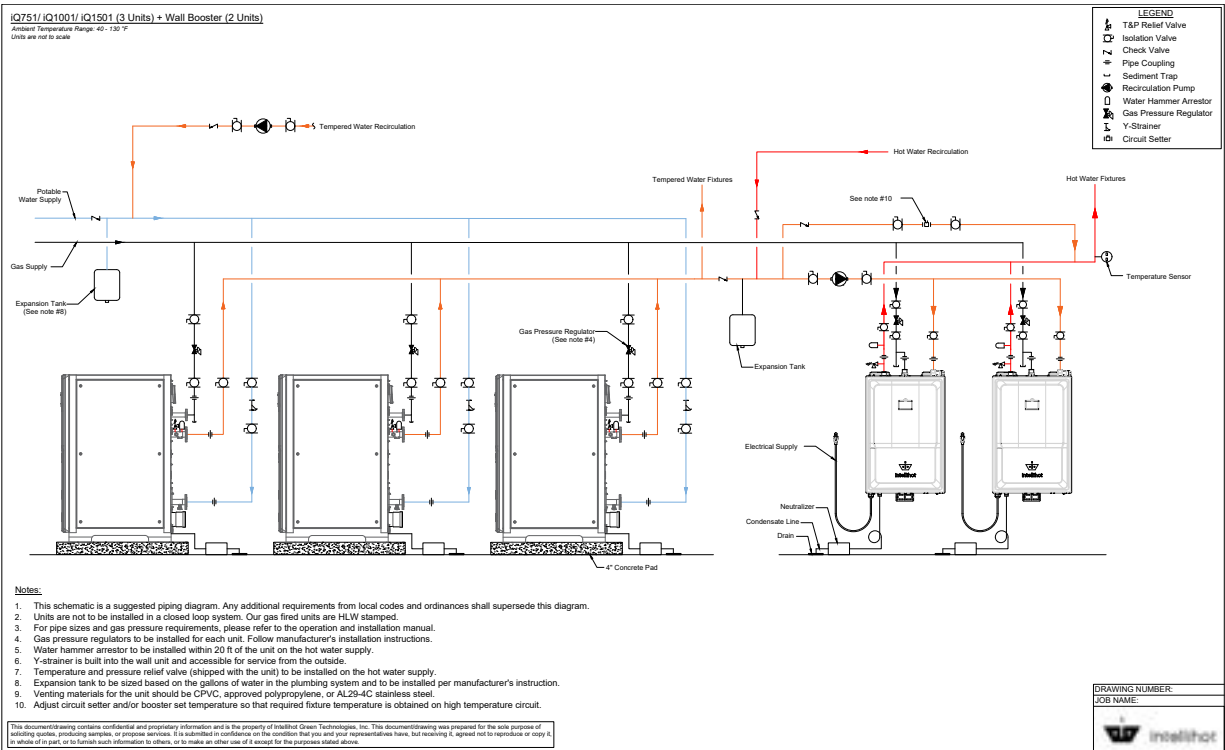 iQ751/ iQ1001/ iQ1501 (3 Units) + Wall Booster (2 Units)
Ambient Temperature Range: 40 - 130 °F
Units are not to scale
LEGEND
T&P Relief Valve
Isolation Valve
Check Valve
Pipe Coupling
Sediment Trap
Recirculation Pump
Water Hammer Arrestor
Gas Pressure Regulator
Y-Strainer
Circuit Setter
Tempered Water Recirculation
Hot Water Recirculation
Tempered Water Fixtures
Hot Water Fixtures
Potable
Water Supply
See note #10
Gas Supply
Temperature Sensor
Expansion Tank
(See note #8)
Gas Pressure Regulator
(See note #4)
Expansion Tank
Electrical Supply
intellihot
intellihot
Neutralizer
Condensate Line
Drain
4" Concrete Pad
Notes:
1. This schematic is a suggested piping diagram. Any additional requirements from local codes and ordinances shall supersede this diagram.
2. Units are not to be installed in a closed loop system. Our gas fired units are HLW stamped.
3. For pipe sizes and gas pressure requirements, please refer to the operation and installation manual.
4. Gas pressure regulators to be installed for each unit. Follow manufacturer's installation instructions.
5. Water hammer arrestor to be installed within 20 ft of the unit on the hot water supply.
6. Y-strainer is built into the wall unit and accessible for service from the outside.
7. Temperature and pressure relief valve (shipped with the unit) to be installed on the hot water supply.
8. Expansion tank to be sized based on the gallons of water in the plumbing system and to be installed per manufacturer's instruction.
9. Venting materials for the unit should be CPVC, approved polypropylene, or AL29-4C stainless steel.
10. Adjust circuit setter and/or booster set temperature so that required fixture temperature is obtained on high temperature circuit.
This document/drawing contains confidential and proprietary information and is the property of Intellihot Green Technologies, Inc. This document/drawing was prepared for the sole purpose of
soliciting quotes, producing samples, or propose services. It is submitted in confidence on the condition that you and your representatives have, but receiving it, agreed not to reproduce or copy it,
in whole of in part, or to furnish such information to others, or to make an other use of it except for the purposes stated above.
DRAWING NUMBER:
JOB NAME:
intellihot